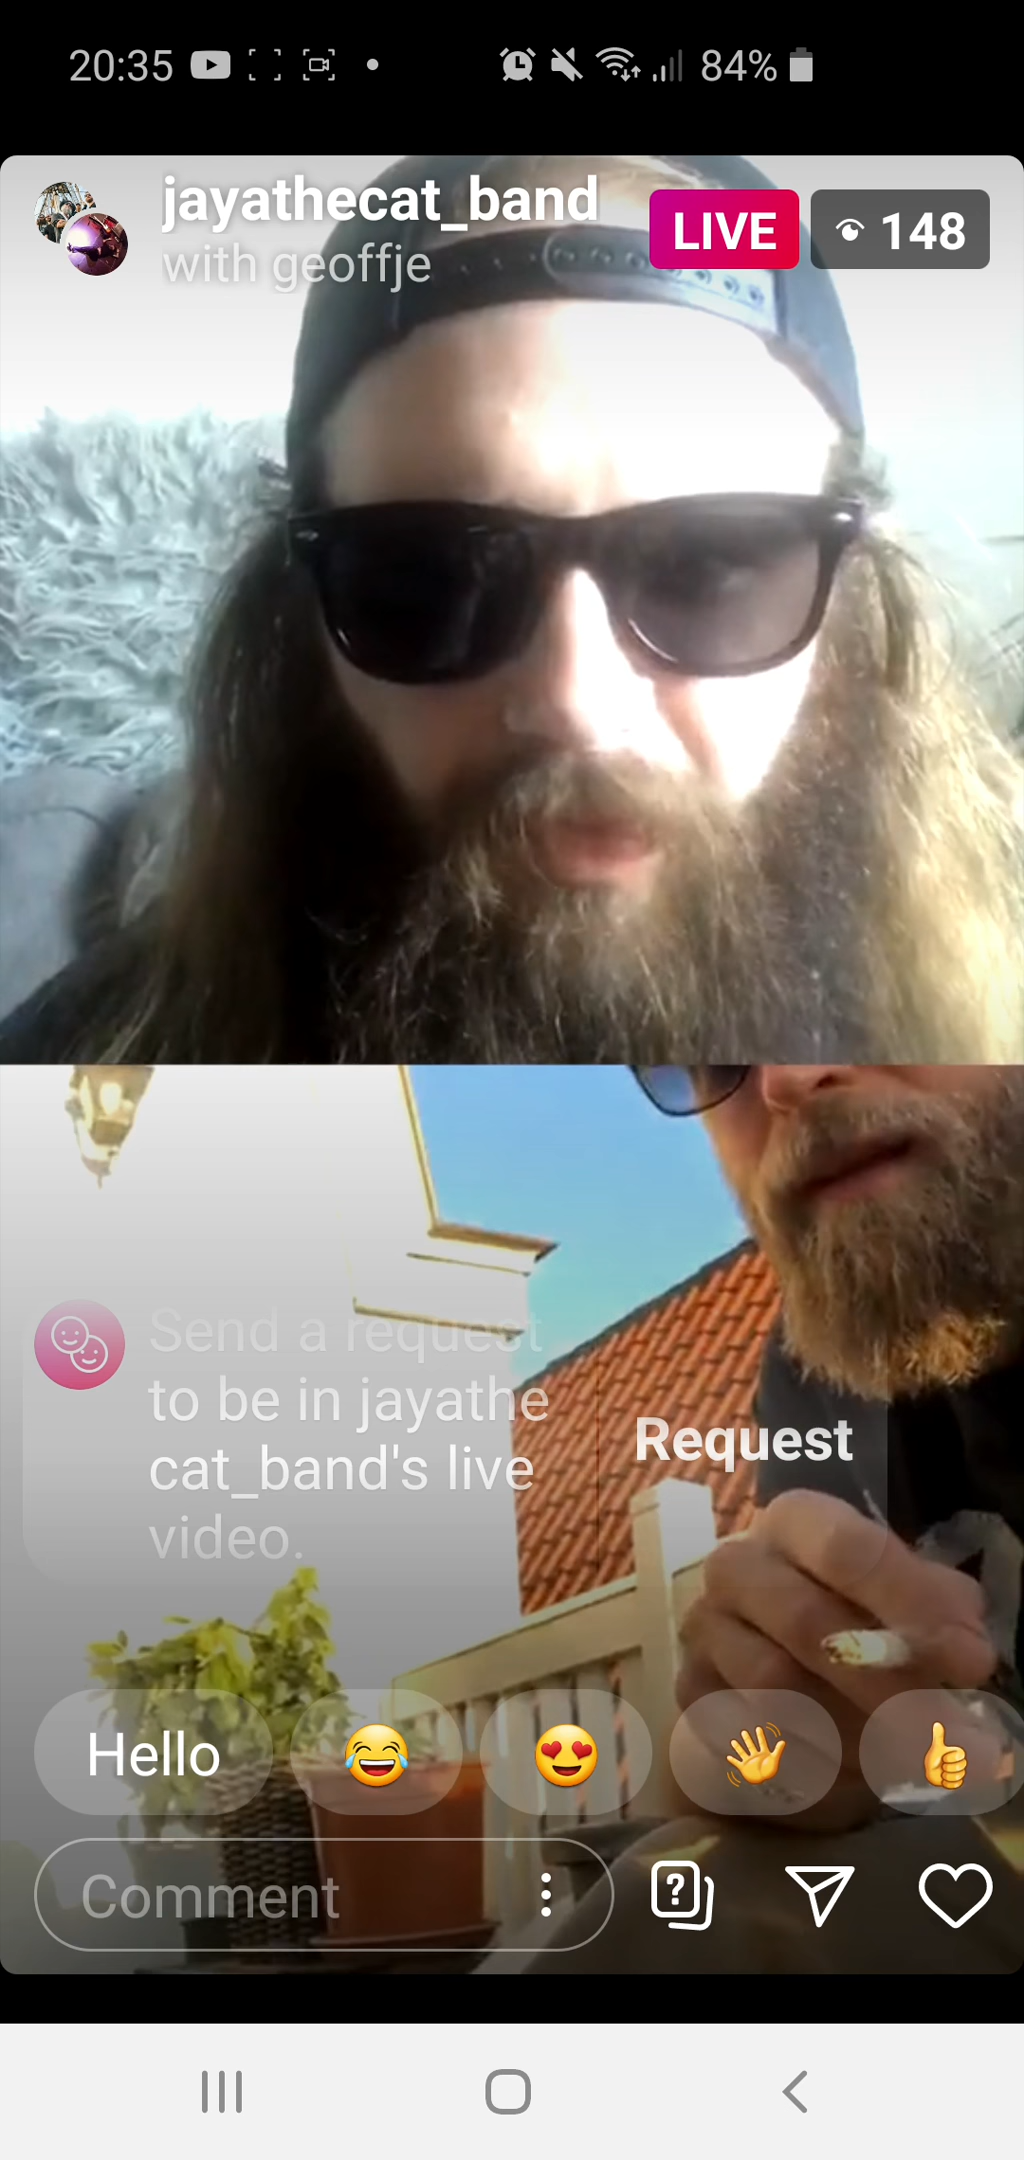 20:35
84%
jayathecat_band
with geoffje
LIVE
148
Send a request
to be in jayathe
cat_band's live
video.
Request
Hello
Comment